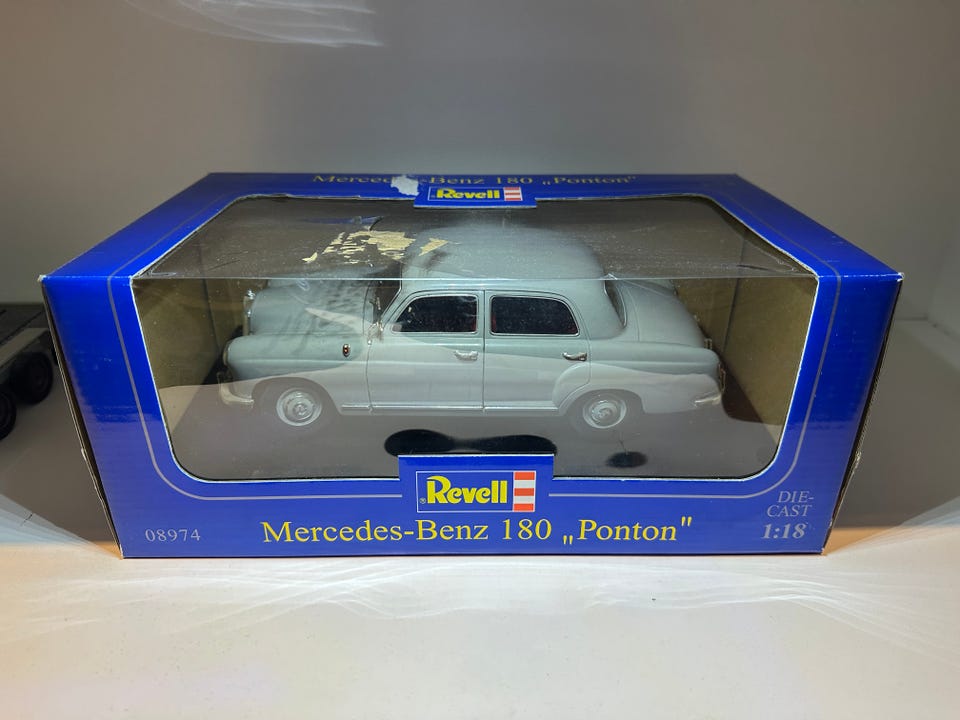 Mercedes-Benz 180 „Ponton"
Revell
Revell
08974
Mercedes-Benz 180 „Ponton"
DIE-
CAST
1:18